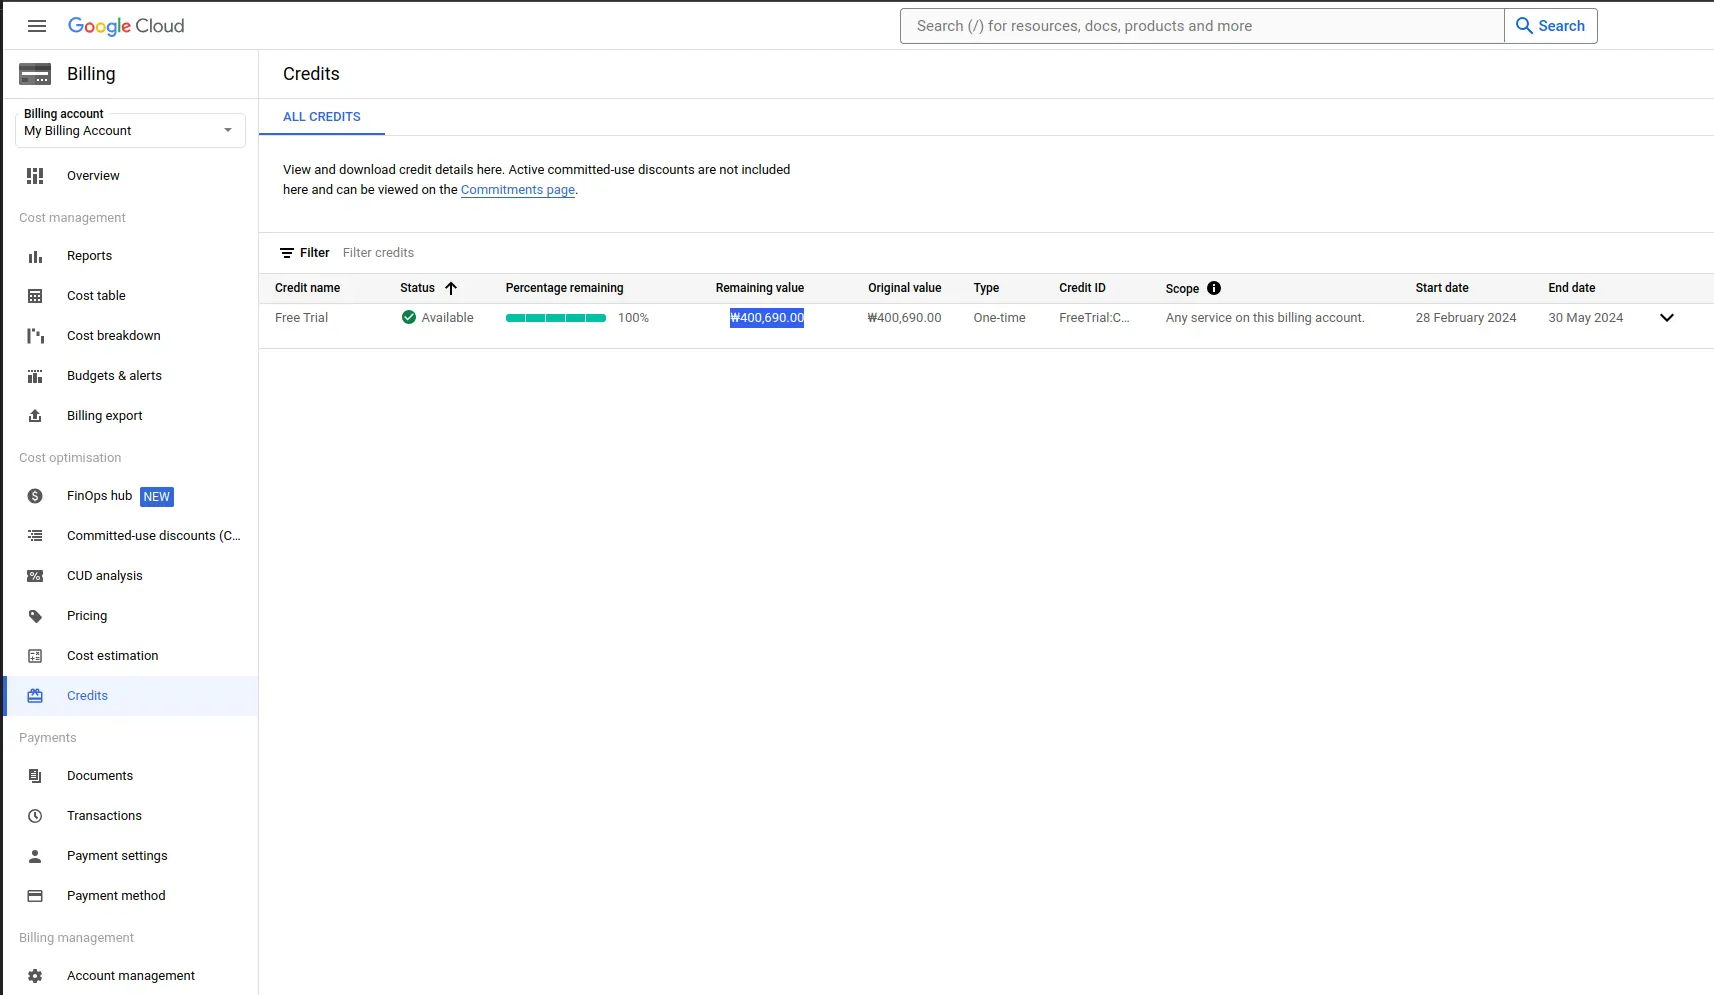 Google Cloud
Search (/) for resources, docs, products and more
Search
Billing
Billing account
My Billing Account
Overview
Cost management
Reports
Cost table
Cost breakdown
Budgets & alerts
Billing export
Cost optimisation
FinOps hub NEW
Committed-use discounts (C...
CUD analysis
Pricing
Cost estimation
Credits
Payments
Documents
Transactions
Payment settings
Payment method
Billing management
Account management
Credits
ALL CREDITS
View and download credit details here. Active committed-use discounts are not included
here and can be viewed on the Commitments page.
Filter Filter credits
Credit name Status Percentage remaining Remaining value Original value Type Credit ID Scope Start date End date
Free Trial Available 100% ₩400,690.00 ₩400,690.00 One-time FreeTrial:C... Any service on this billing account. 28 February 2024 30 May 2024